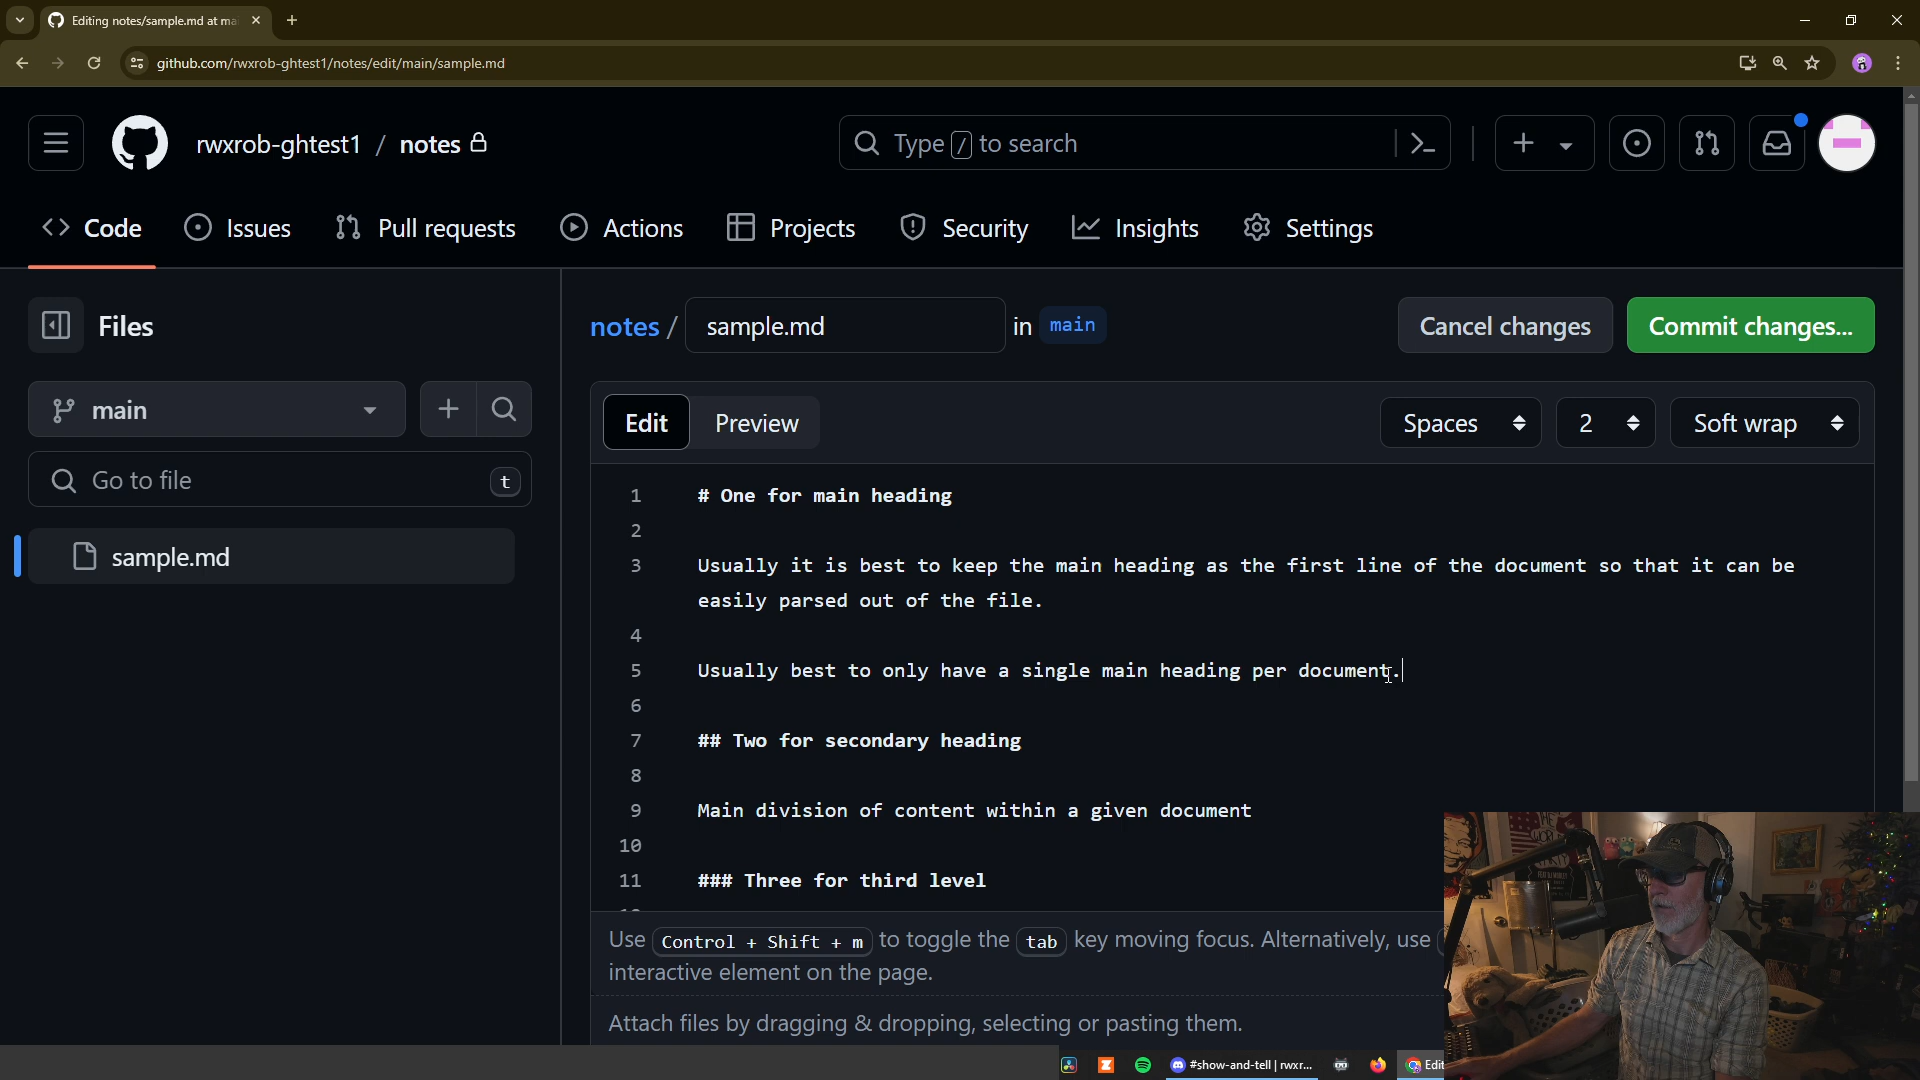 Editing notes/sample.md at ma
github.com/rwxrob-ghtest1/notes/edit/main/sample.md
rwxrob-ghtest1 / notes
Type / to search
Code Issues Pull requests Actions Projects Security Insights Settings
Files
notes / sample.md in main
Cancel changes Commit changes...
main
Edit Preview
Spaces 2 Soft wrap
Go to file t
sample.md
1 # One for main heading
2
3 Usually it is best to keep the main heading as the first line of the document so that it can be
easily parsed out of the file.
4
5 Usually best to only have a single main heading per document.
6
7 ## Two for secondary heading
8
9 Main division of content within a given document
10
11 ### Three for third level
Use Control + Shift + m to toggle the tab key moving focus. Alternatively, use
interactive element on the page.
Attach files by dragging & dropping, selecting or pasting them.
#show-and-tell | rwxr...
Edit